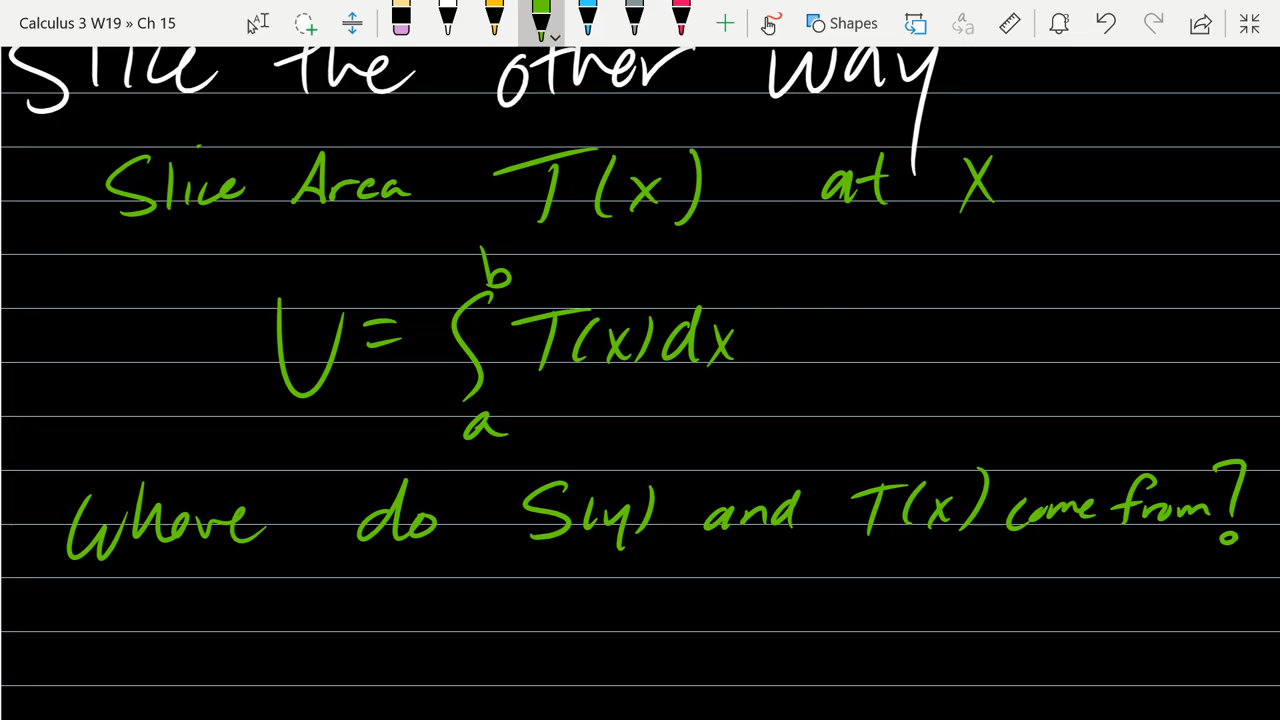 Calculus 3 W19 » Ch 15
Shapes
Slice the other way
Slice Area T(x) at x
V = ∫_a^b T(x) dx
Where do S(y) and T(x) come from?